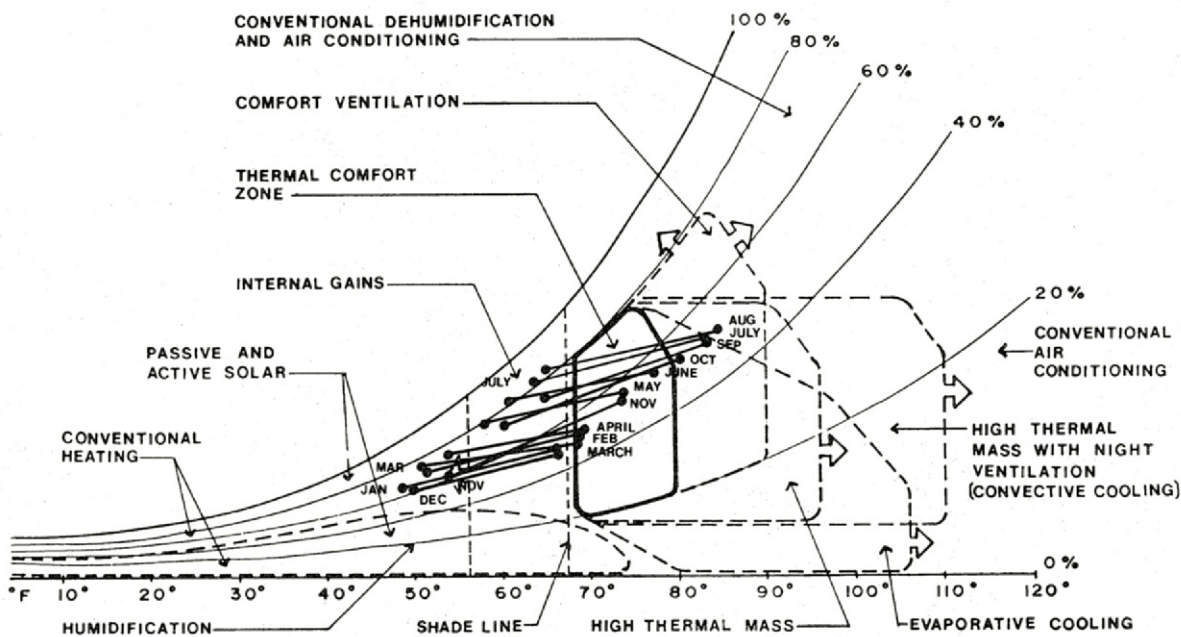 CONVENTIONAL DEHUMIDIFICATION
AND AIR CONDITIONING
100%
80%
60%
40%
COMFORT VENTILATION
THERMAL COMFORT
ZONE
INTERNAL GAINS
20%
AUG
JULY
SEP
CONVENTIONAL
AIR
CONDITIONING
PASSIVE AND
ACTIVE SOLAR
OCT
JULY
JUNE
MAY
NOV
CONVENTIONAL
HEATING
APRIL
FEB
MARCH
HIGH THERMAL
MASS WITH NIGHT
VENTILATION
(CONVECTIVE COOLING)
MAR
JAN
NOV
DEC
0%
°F 10° 20° 30° 40° 50° 60° 70° 80° 90° 100° 110° 120°
HUMIDIFICATION
SHADE LINE
HIGH THERMAL MASS
EVAPORATIVE COOLING